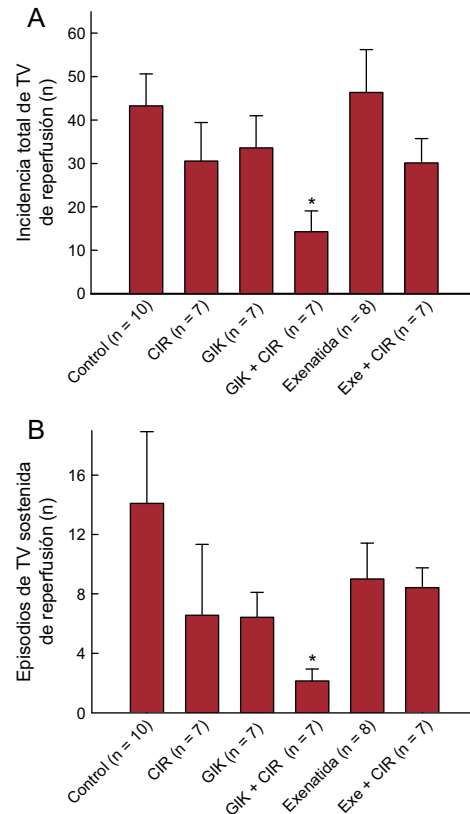 A
Incidencia total de TV
de reperfusión (n)
60
50
40
30
20
10
0
*
Control (n = 10)
CIR (n = 7)
GIK (n = 7)
GIK + CIR (n = 7)
Exenatida (n = 8)
Exe + CIR (n = 7)
B
Episodios de TV sostenida
de reperfusión (n)
16
12
8
4
0
*
Control (n = 10)
CIR (n = 7)
GIK (n = 7)
GIK + CIR (n = 7)
Exenatida (n = 8)
Exe + CIR (n = 7)